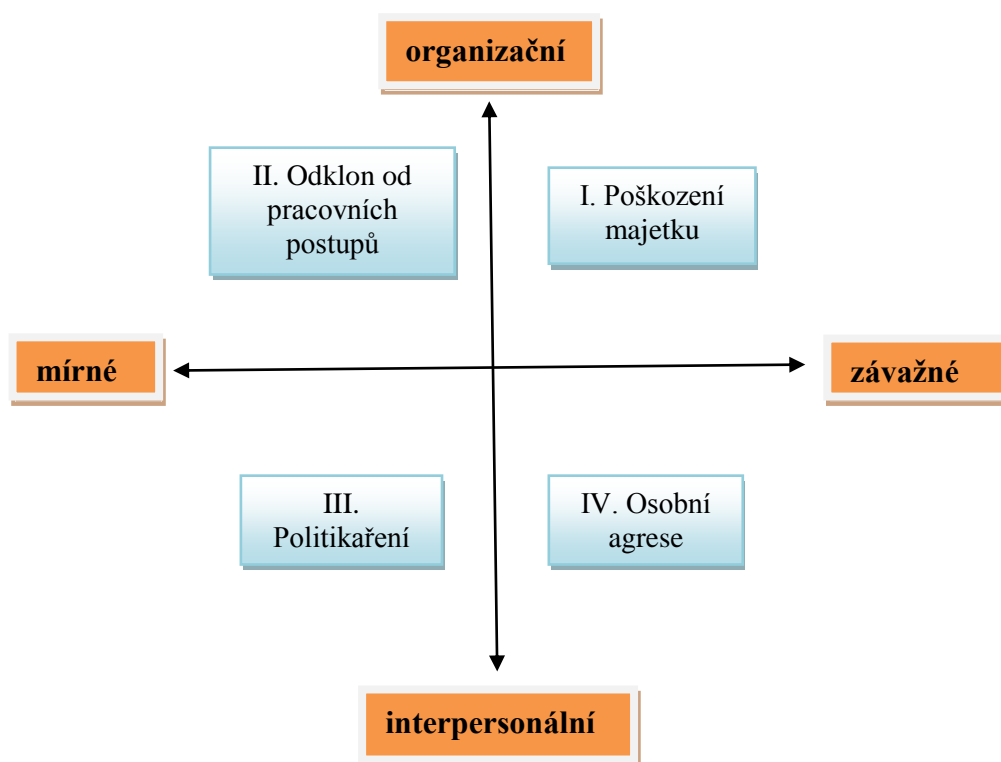 organizační
II. Odklon od
pracovních
postupů
I. Poškození
majetku
mírné
závažné
III.
Politikaření
IV. Osobní
agrese
interpersonální